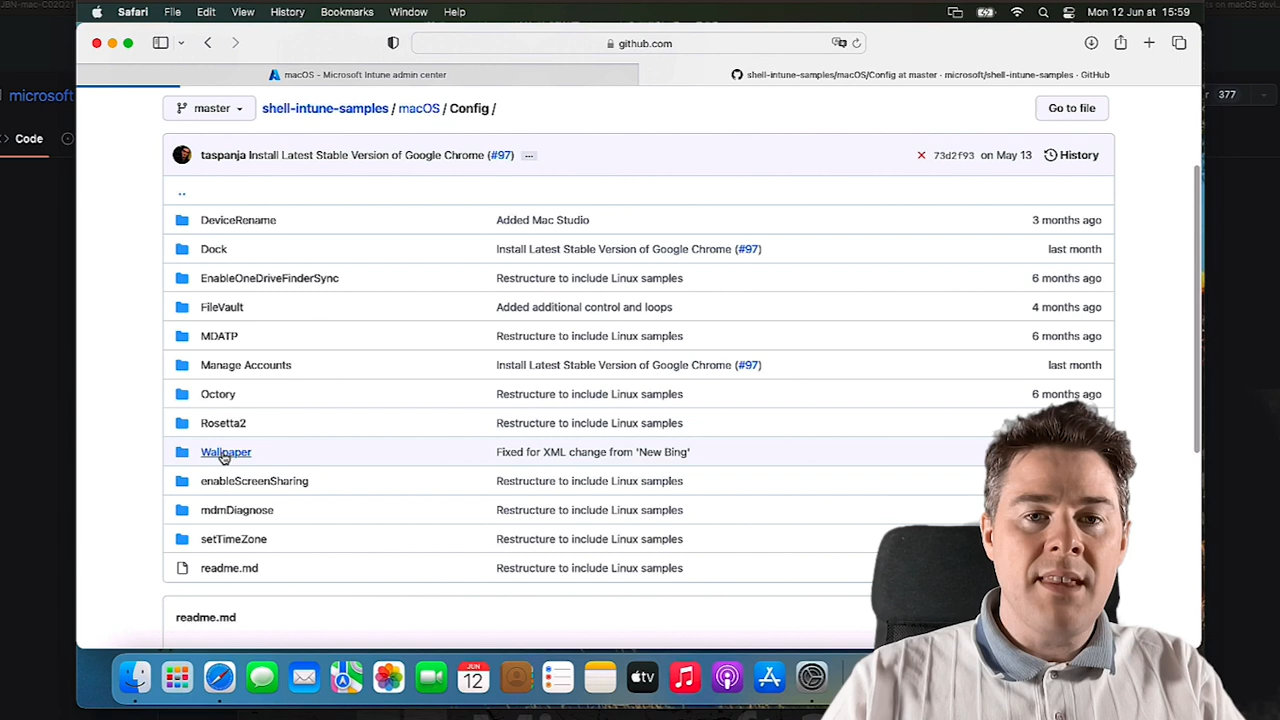 JBN-mac-C02Q21
Safari File Edit View History Bookmarks Window Help
Mon 12 Jun at 15:59
github.com
macOS - Microsoft Intune admin center
shell-intune-samples/macOS/Config at master · microsoft/shell-intune-samples · GitHub
microsoft
377
Code
master
shell-intune-samples / macOS / Config /
Go to file
taspanja Install Latest Stable Version of Google Chrome (#97) ...
73d2f93 on May 13 History
..
DeviceRename Added Mac Studio 3 months ago
Dock Install Latest Stable Version of Google Chrome (#97) last month
EnableOneDriveFinderSync Restructure to include Linux samples 6 months ago
FileVault Added additional control and loops 4 months ago
MDATP Restructure to include Linux samples 6 months ago
Manage Accounts Install Latest Stable Version of Google Chrome (#97) last month
Octory Restructure to include Linux samples 6 months ago
Rosetta2 Restructure to include Linux samples
Wallpaper Fixed for XML change from 'New Bing'
enableScreenSharing Restructure to include Linux samples
mdmDiagnose Restructure to include Linux samples
setTimeZone Restructure to include Linux samples
readme.md Restructure to include Linux samples
readme.md
JUN
12
tv